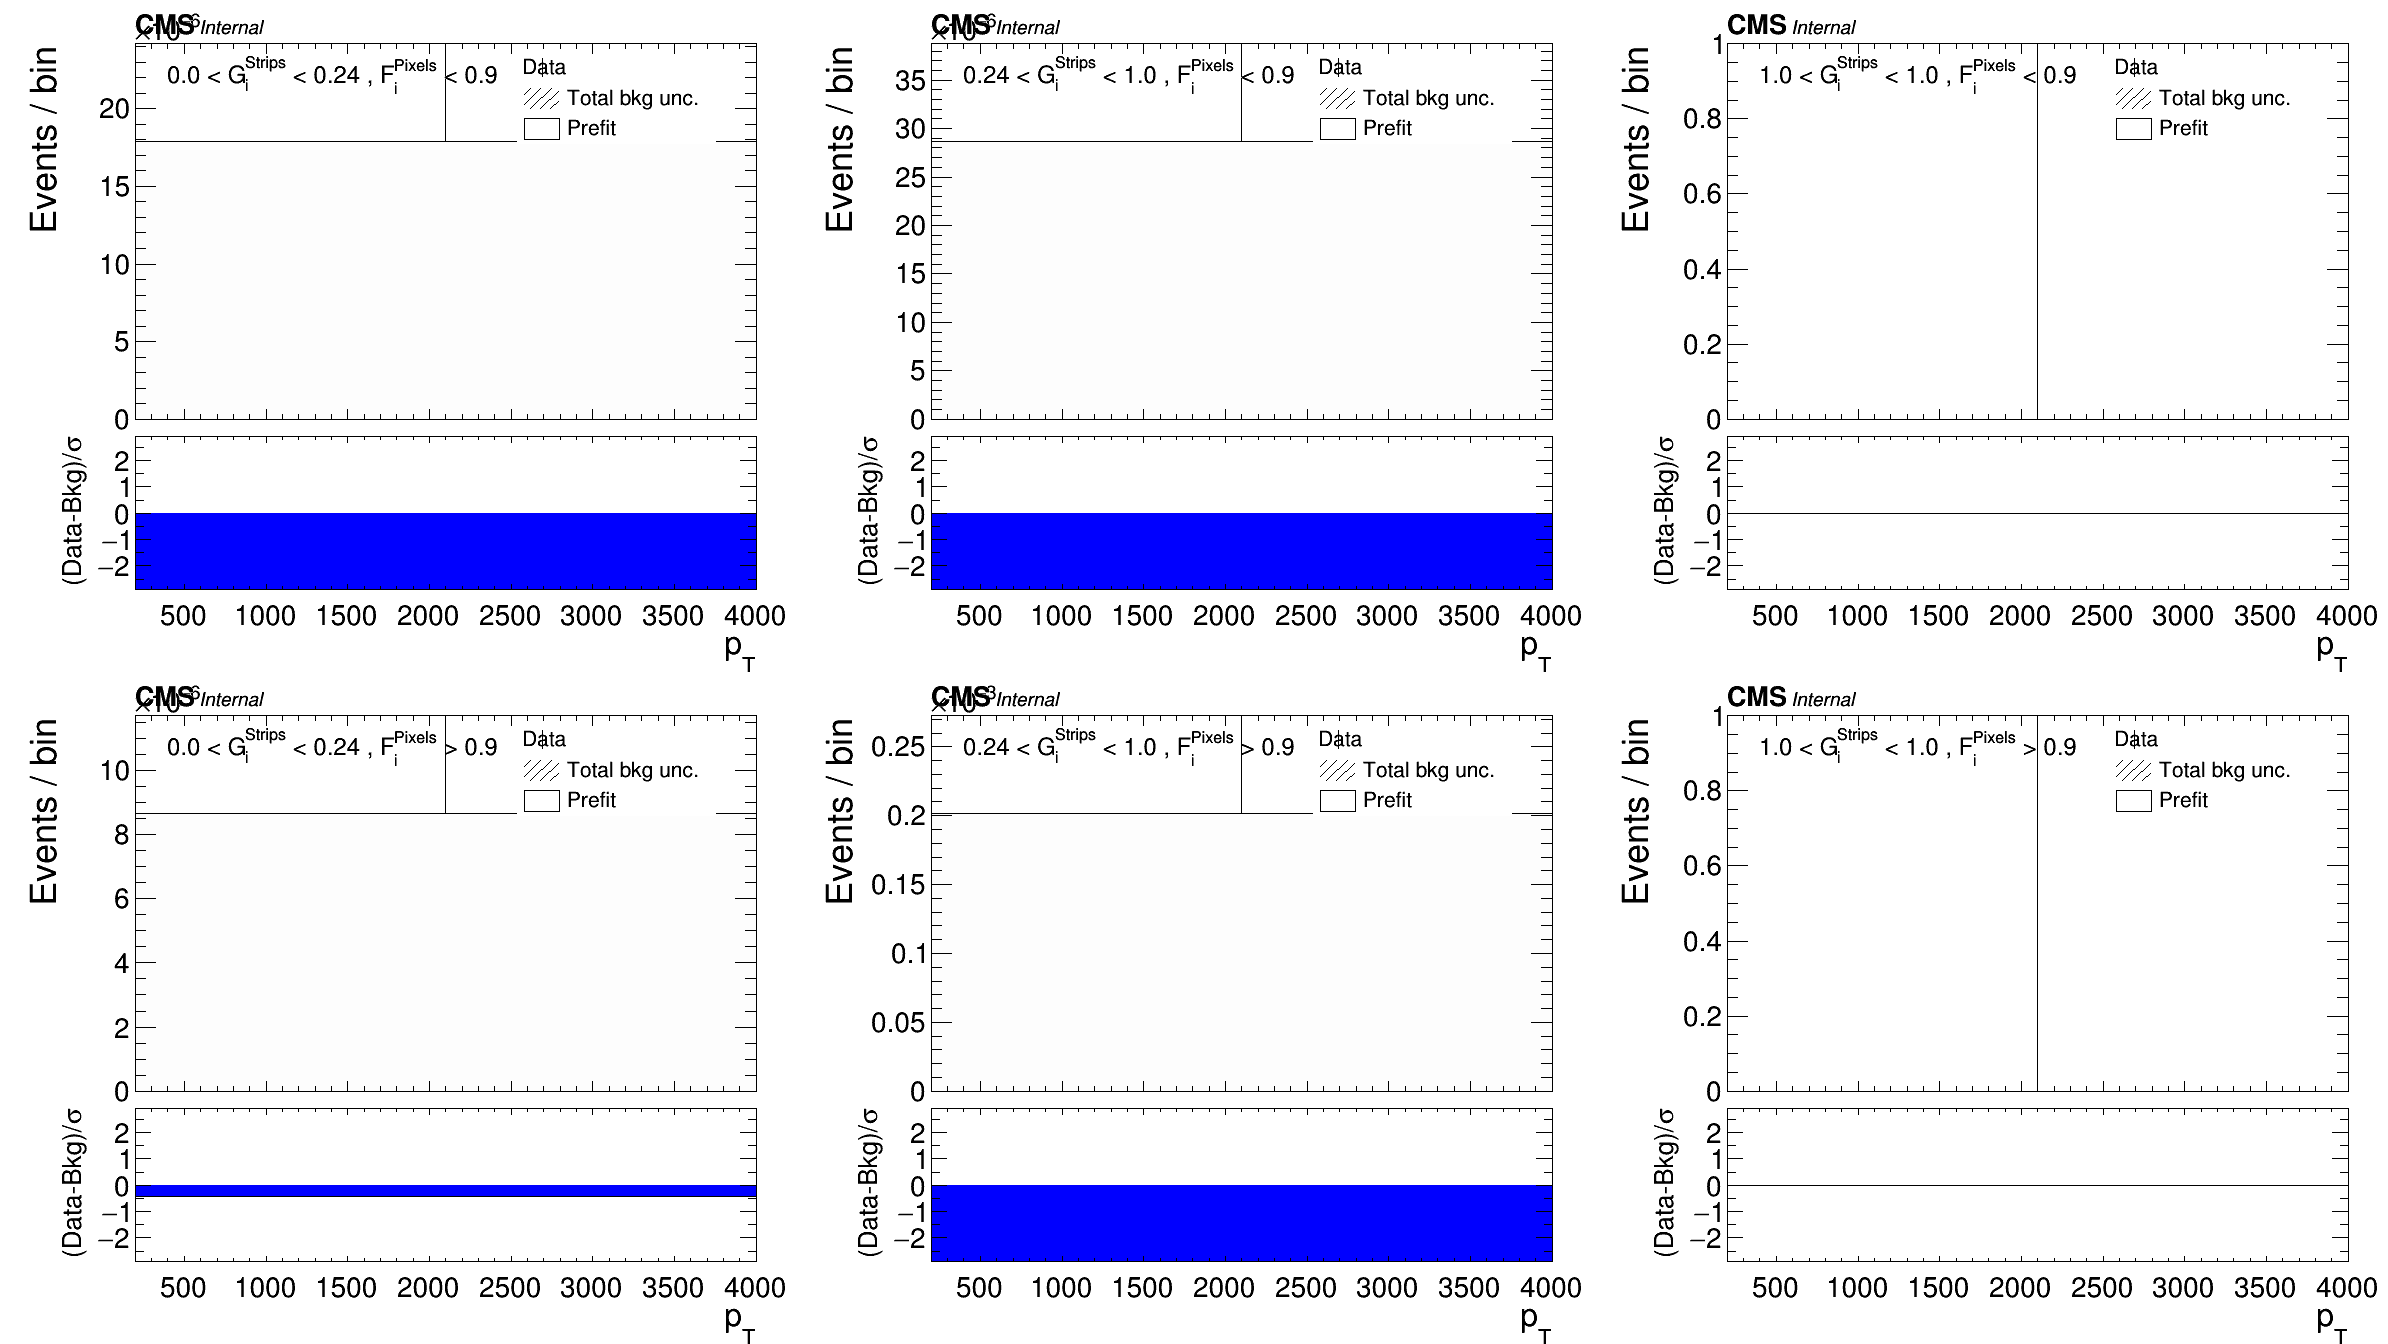 CMS Internal
×10⁻⁶
Events / bin
0.0 < G_i^Strips < 0.24 , F_i^Pixels < 0.9
Data
Total bkg unc.
Prefit
20
15
10
5
0
(Data-Bkg)/σ
2
1
0
−1
−2
500 1000 1500 2000 2500 3000 3500 4000
p_T
CMS Internal
×10⁻⁶
Events / bin
0.24 < G_i^Strips < 1.0 , F_i^Pixels < 0.9
Data
Total bkg unc.
Prefit
35
30
25
20
15
10
5
0
(Data-Bkg)/σ
2
1
0
−1
−2
500 1000 1500 2000 2500 3000 3500 4000
p_T
CMS Internal
Events / bin
1.0 < G_i^Strips < 1.0 , F_i^Pixels < 0.9
Data
Total bkg unc.
Prefit
1
0.8
0.6
0.4
0.2
0
(Data-Bkg)/σ
2
1
0
−1
−2
500 1000 1500 2000 2500 3000 3500 4000
p_T
CMS Internal
×10⁻⁶
Events / bin
0.0 < G_i^Strips < 0.24 , F_i^Pixels > 0.9
Data
Total bkg unc.
Prefit
10
8
6
4
2
0
(Data-Bkg)/σ
2
1
0
−1
−2
500 1000 1500 2000 2500 3000 3500 4000
p_T
CMS Internal
×10⁻³
Events / bin
0.24 < G_i^Strips < 1.0 , F_i^Pixels > 0.9
Data
Total bkg unc.
Prefit
0.25
0.2
0.15
0.1
0.05
0
(Data-Bkg)/σ
2
1
0
−1
−2
500 1000 1500 2000 2500 3000 3500 4000
p_T
CMS Internal
Events / bin
1.0 < G_i^Strips < 1.0 , F_i^Pixels > 0.9
Data
Total bkg unc.
Prefit
1
0.8
0.6
0.4
0.2
0
(Data-Bkg)/σ
2
1
0
−1
−2
500 1000 1500 2000 2500 3000 3500 4000
p_T